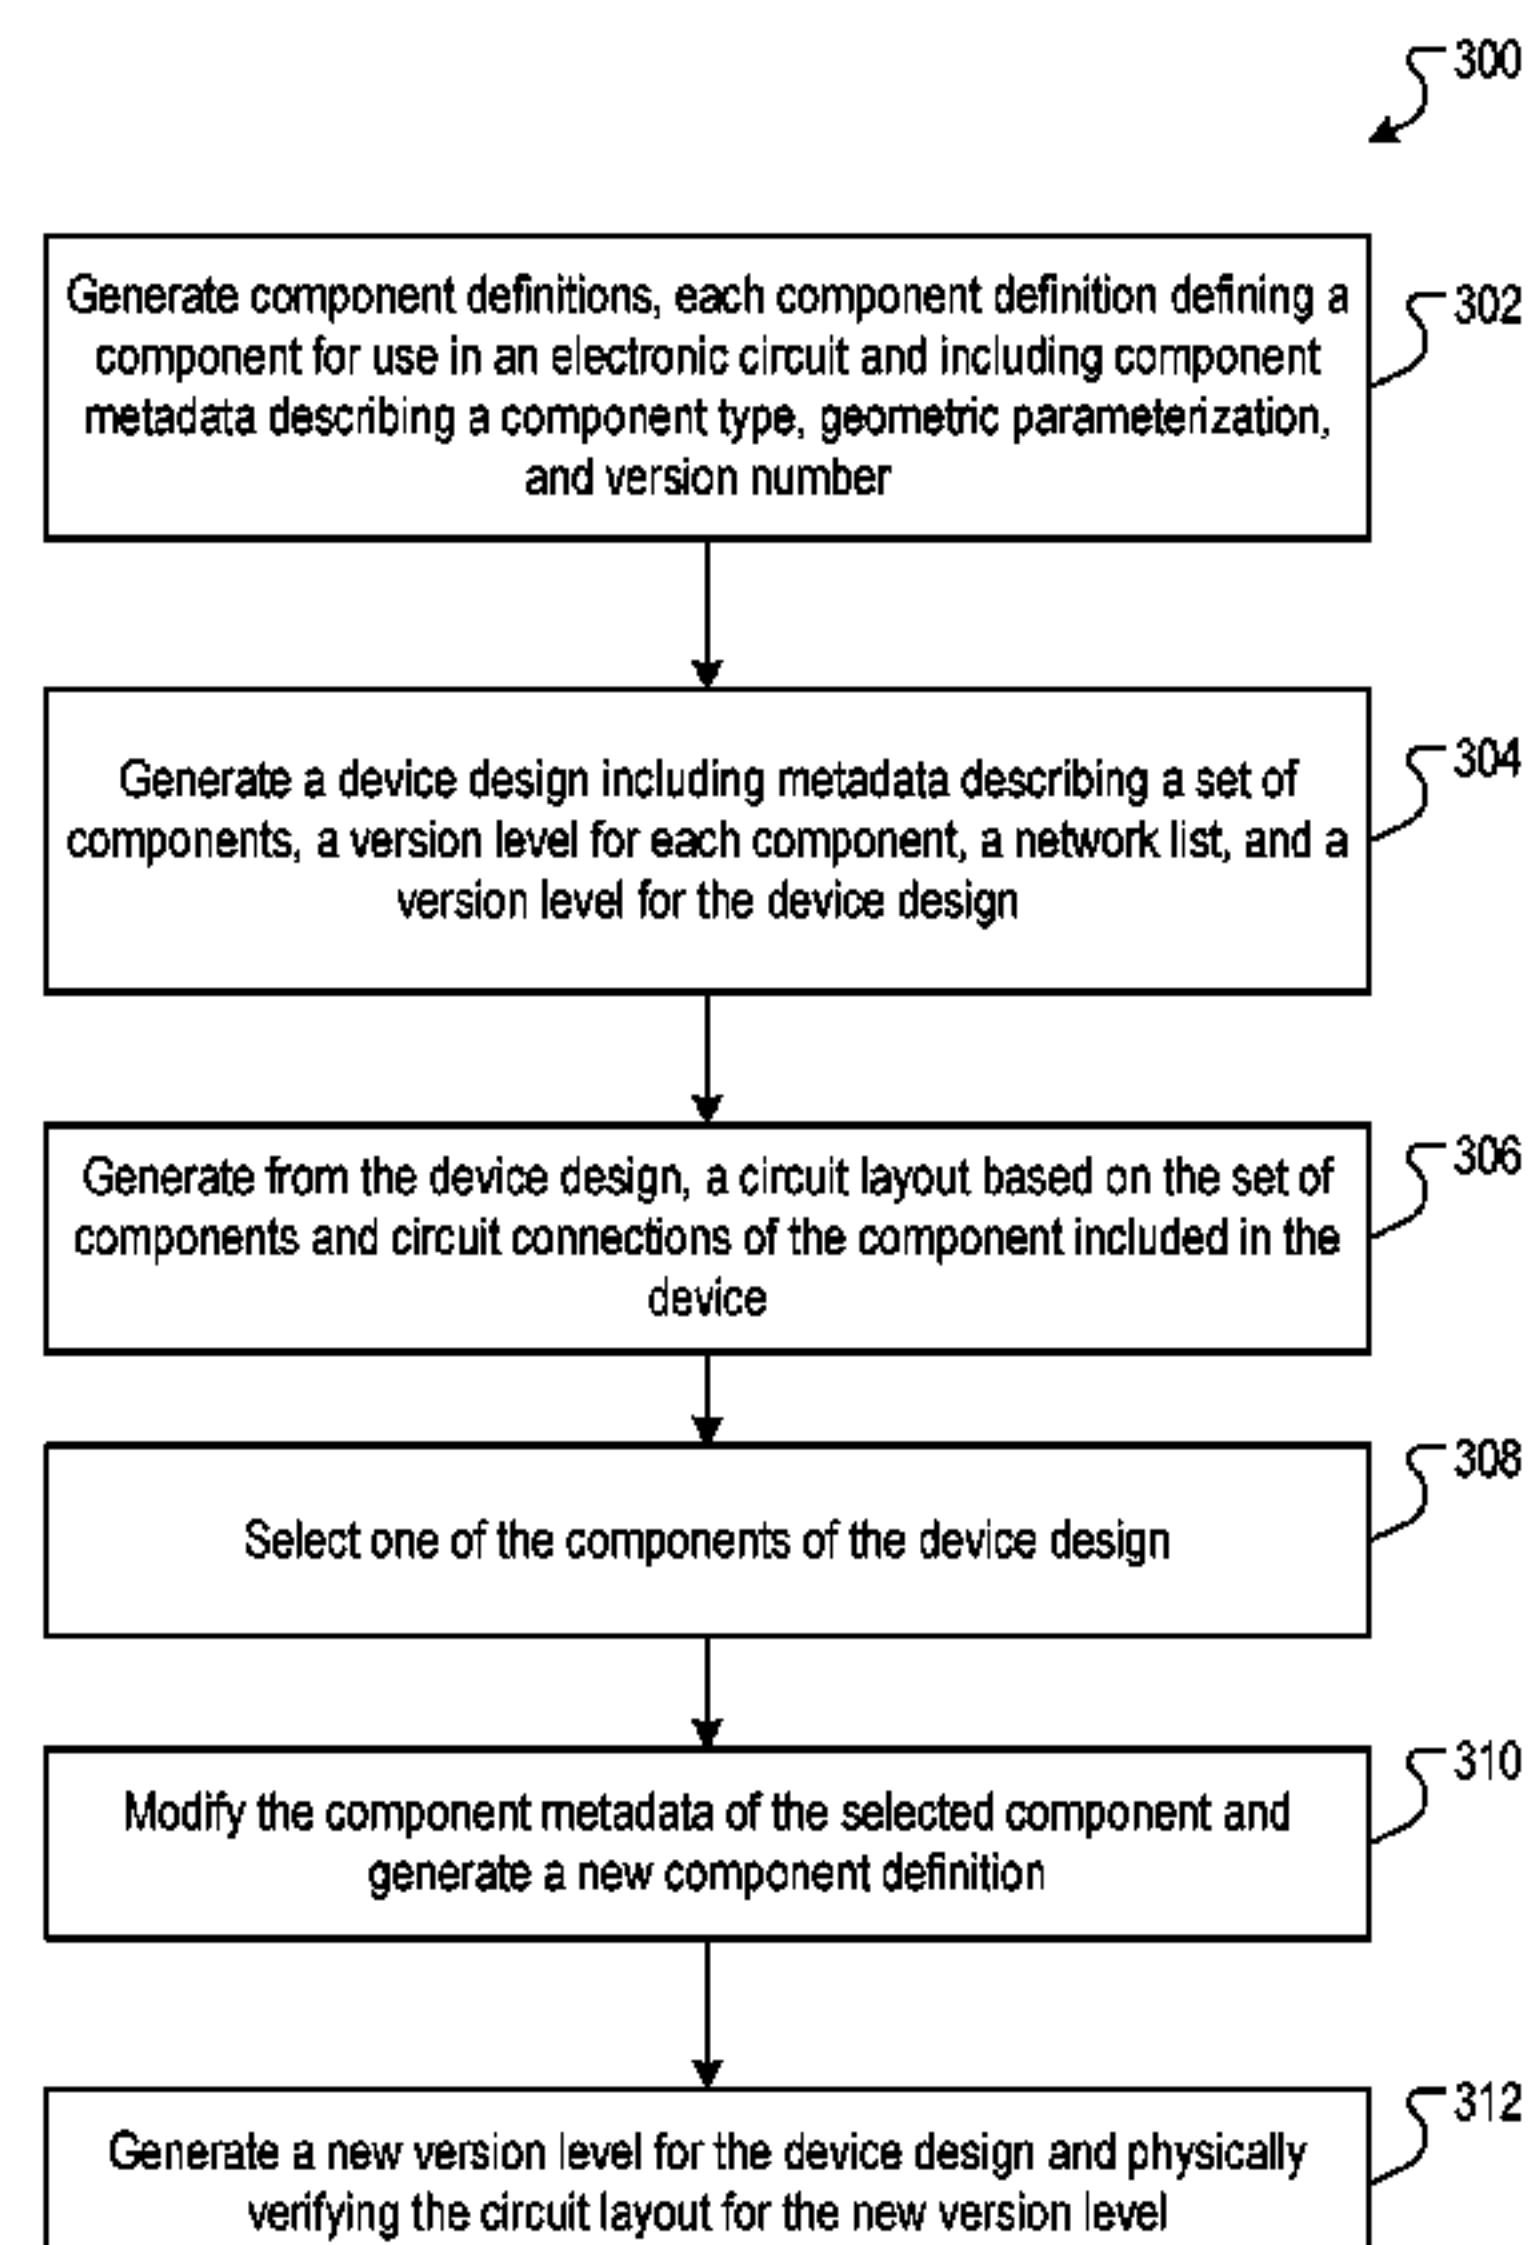 300
Generate component definitions, each component definition defining a
component for use in an electronic circuit and including component
metadata describing a component type, geometric parameterization,
and version number
302
Generate a device design including metadata describing a set of
components, a version level for each component, a network list, and a
version level for the device design
304
Generate from the device design, a circuit layout based on the set of
components and circuit connections of the component included in the
device
306
Select one of the components of the device design
308
Modify the component metadata of the selected component and
generate a new component definition
310
Generate a new version level for the device design and physically
verifying the circuit layout for the new version level
312